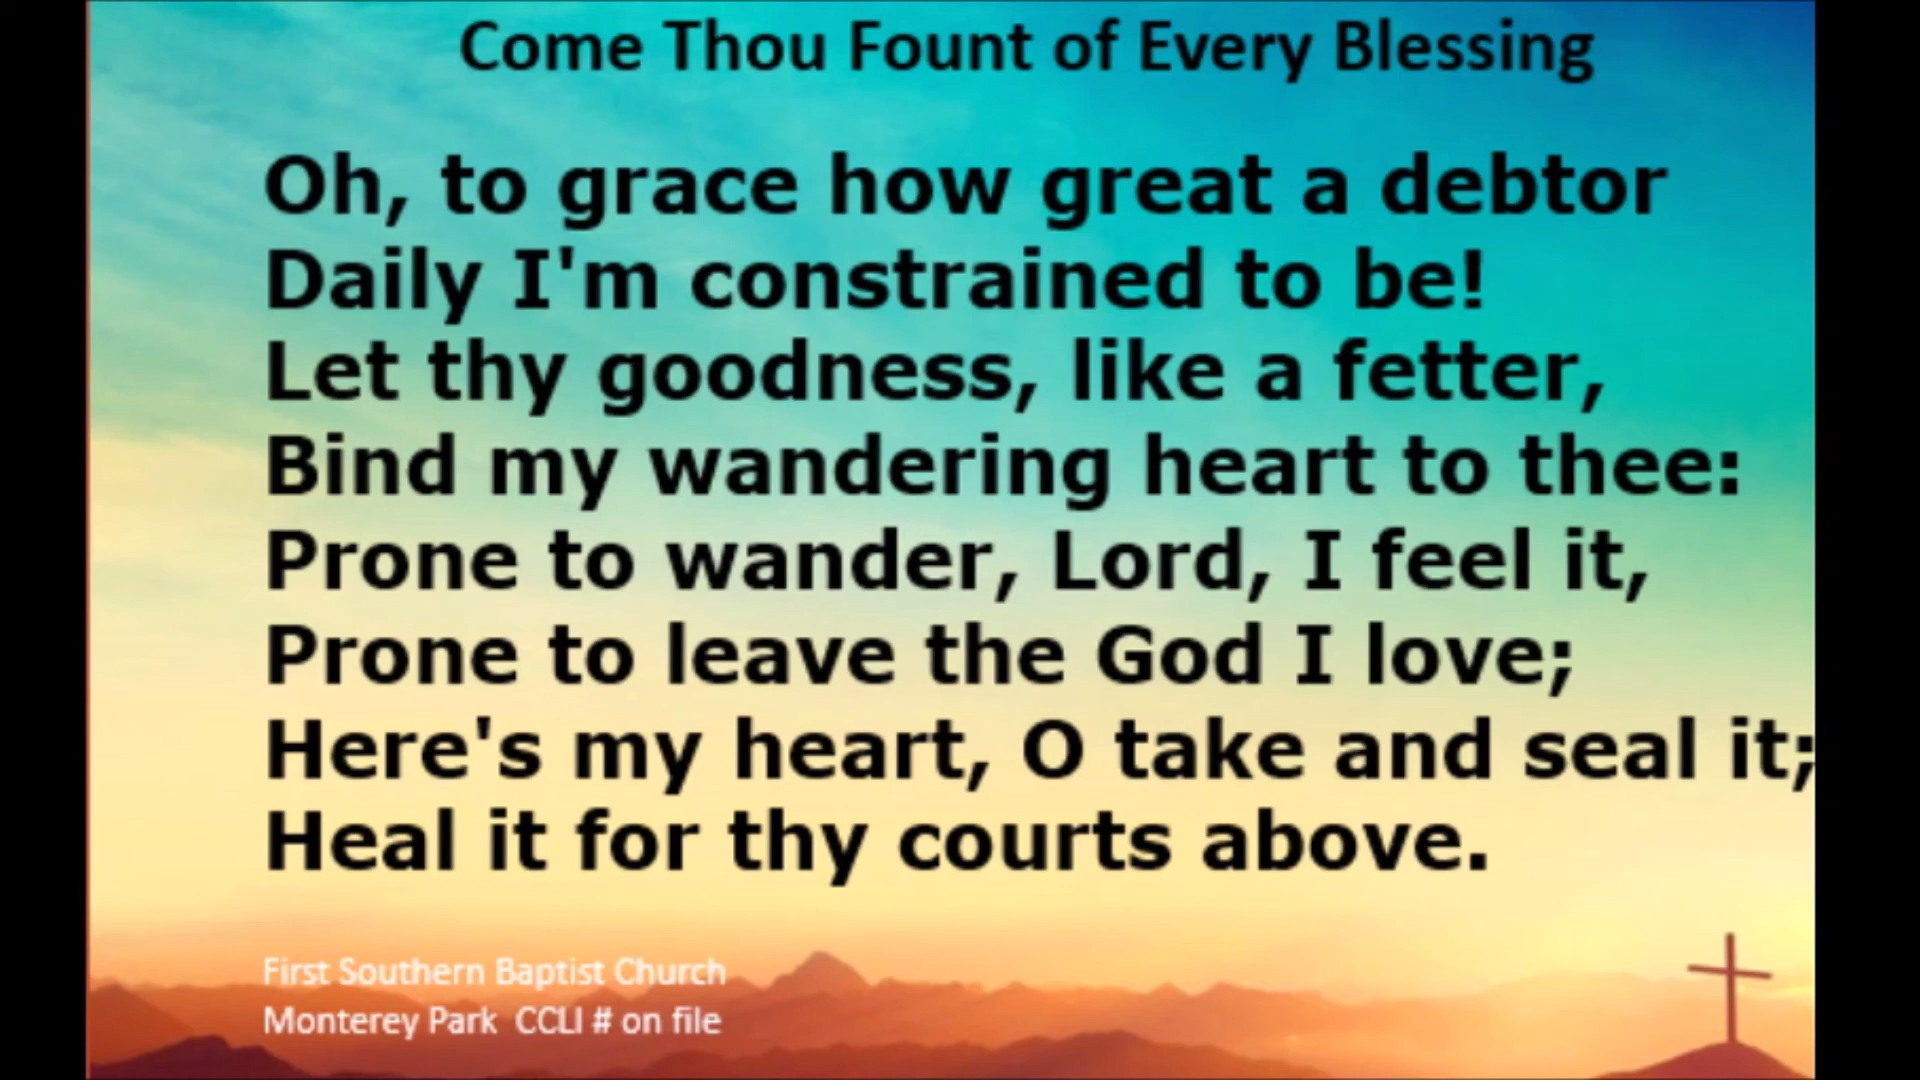 Come Thou Fount of Every Blessing
Oh, to grace how great a debtor
Daily I'm constrained to be!
Let thy goodness, like a fetter,
Bind my wandering heart to thee:
Prone to wander, Lord, I feel it,
Prone to leave the God I love;
Here's my heart, O take and seal it;
Heal it for thy courts above.
First Southern Baptist Church
Monterey Park CCLI # on file